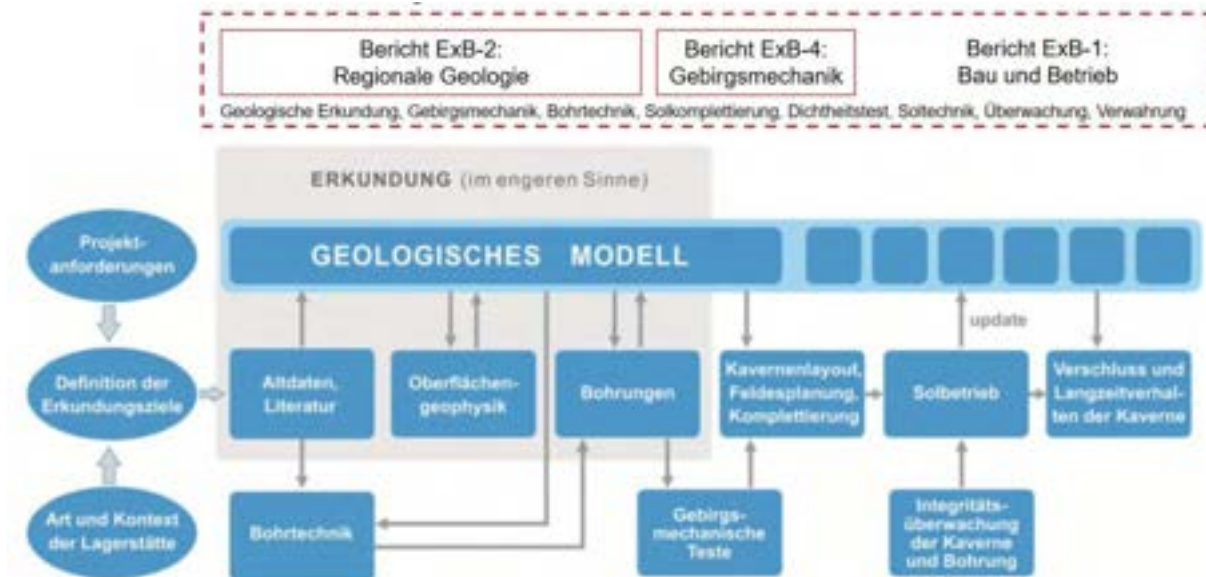 Bericht ExB-2:
Regionale Geologie
Bericht ExB-4:
Gebirgsmechanik
Bericht ExB-1:
Bau und Betrieb
Geologische Erkundung, Gebirgsmechanik, Bohrtechnik, Solkomplettierung, Dichtheitstest, Soltechnik, Überwachung, Verwahrung
ERKUNDUNG (im engeren Sinne)
Projekt-
anforderungen
GEOLOGISCHES MODELL
update
Definition der
Erkundungsziele
Altdaten,
Literatur
Oberflächen-
geophysik
Bohrungen
Kavernenlayout,
Feldesplanung,
Komplettierung
Solbetrieb
Verschluss und
Langzeitverhal-
ten der Kaverne
Art und Kontext
der Lagerstätte
Bohrtechnik
Gebirgs-
mechanische
Teste
Integritäts-
überwachung
der Kaverne
und Bohrung